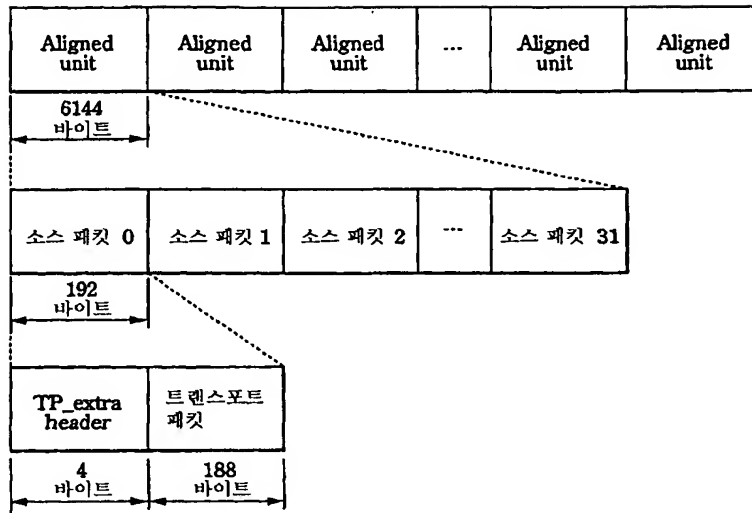 Aligned unit
Aligned unit
Aligned unit
...
Aligned unit
Aligned unit
6144
바이트
소스 패킷 0
소스 패킷 1
소스 패킷 2
...
소스 패킷 31
192
바이트
TP_extra
header
트랜스포트
패킷
4
바이트
188
바이트